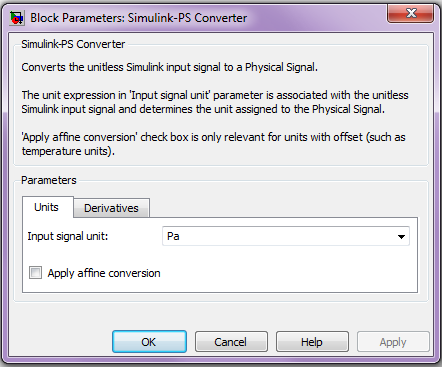 Block Parameters: Simulink-PS Converter
Simulink-PS Converter
Converts the unitless Simulink input signal to a Physical Signal.
The unit expression in 'Input signal unit' parameter is associated with the unitless
Simulink input signal and determines the unit assigned to the Physical Signal.
'Apply affine conversion' check box is only relevant for units with offset (such as
temperature units).
Parameters
Units Derivatives
Input signal unit: Pa
Apply affine conversion
OK Cancel Help Apply